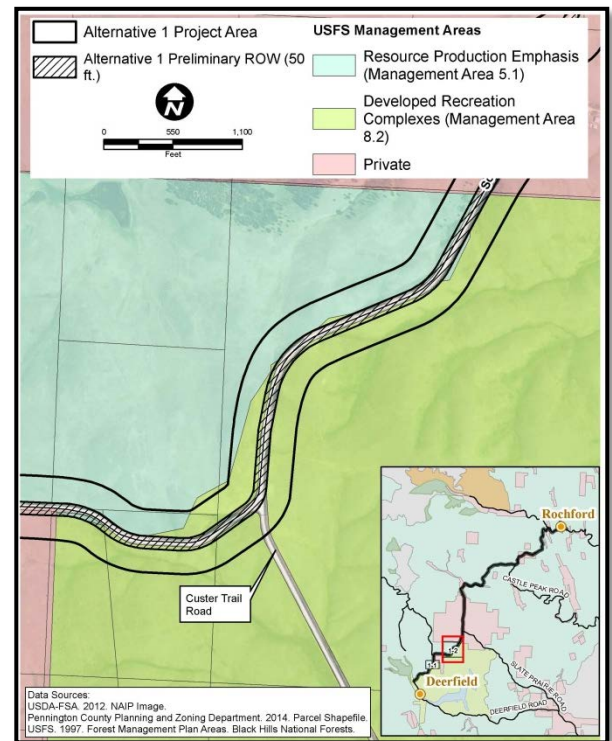 Alternative 1 Project Area
Alternative 1 Preliminary ROW (50
ft.)
N
0 550 1,100
Feet
USFS Management Areas
Resource Production Emphasis
(Management Area 5.1)
Developed Recreation
Complexes (Management Area
8.2)
Private
Custer Trail
Road
Rochford
CASTLE PEAK ROAD
SLATE PRAIRIE ROAD
Deerfield
DEERFIELD ROAD
Data Sources:
USDA-FSA. 2012. NAIP Image.
Pennington County Planning and Zoning Department. 2014. Parcel Shapefile.
USFS. 1997. Forest Management Plan Areas. Black Hills National Forests.